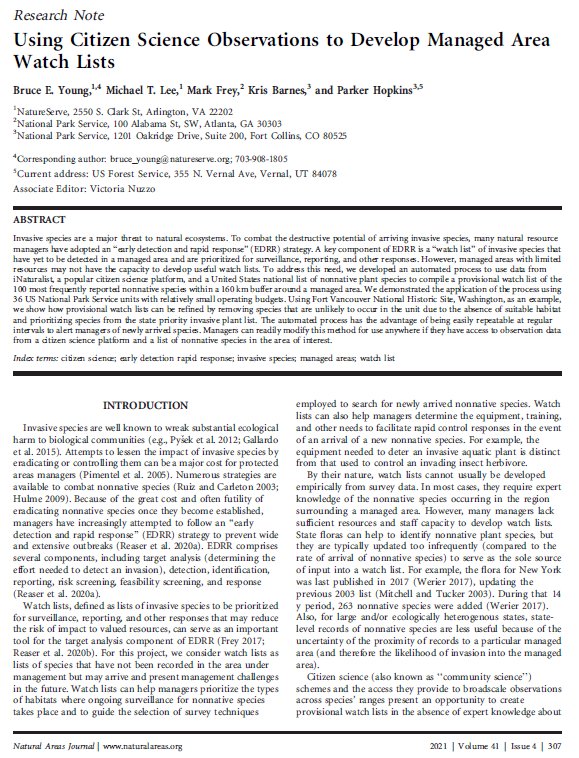 Research Note
Using Citizen Science Observations to Develop Managed Area
Watch Lists
Bruce E. Young,1,4 Michael T. Lee,1 Mark Frey,2 Kris Barnes,3 and Parker Hopkins3,5
1NatureServe, 2550 S. Clark St, Arlington, VA 22202
2National Park Service, 100 Alabama St, SW, Atlanta, GA 30303
3National Park Service, 1201 Oakridge Drive, Suite 200, Fort Collins, CO 80525
4Corresponding author: bruce_young@natureserve.org; 703-908-1805
5Current address: US Forest Service, 355 N. Vernal Ave, Vernal, UT 84078
Associate Editor: Victoria Nuzzo
ABSTRACT
Invasive species are a major threat to natural ecosystems. To combat the destructive potential of arriving invasive species, many natural resource
managers have adopted an “early detection and rapid response” (EDRR) strategy. A key component of EDRR is a “watch list” of invasive species that
have yet to be detected in a managed area and are prioritized for surveillance, reporting, and other responses. However, managed areas with limited
resources may not have the capacity to develop useful watch lists. To address this need, we developed an automated process to use data from
iNaturalist, a popular citizen science platform, and a United States national list of nonnative plant species to compile a provisional watch list of the
100 most frequently reported nonnative species within a 160 km buffer around a managed area. We demonstrated the application of the process using
36 US National Park Service units with relatively small operating budgets. Using Fort Vancouver National Historic Site, Washington, as an example,
we show how provisional watch lists can be refined by removing species that are unlikely to occur in the unit due to the absence of suitable habitat
and prioritizing species from the state priority invasive plant list. The automated process has the advantage of being easily repeatable at regular
intervals to alert managers of newly arrived species. Managers can readily modify this method for use anywhere if they have access to observation data
from a citizen science platform and a list of nonnative species in the area of interest.
Index terms: citizen science; early detection rapid response; invasive species; managed areas; watch list
INTRODUCTION
Invasive species are well known to wreak substantial ecological
harm to biological communities (e.g., Pyšek et al. 2012; Gallardo
et al. 2015). Attempts to lessen the impact of invasive species by
eradicating or controlling them can be a major cost for protected
areas managers (Pimentel et al. 2005). Numerous strategies are
available to combat nonnative species (Ruiz and Carleton 2003;
Hulme 2009). Because of the great cost and often futility of
eradicating nonnative species once they become established,
managers have increasingly attempted to follow an “early
detection and rapid response” (EDRR) strategy to prevent wide
and extensive outbreaks (Reaser et al. 2020a). EDRR comprises
several components, including target analysis (determining the
effort needed to detect an invasion), detection, identification,
reporting, risk screening, feasibility screening, and response
(Reaser et al. 2020a).
Watch lists, defined as lists of invasive species to be prioritized
for surveillance, reporting, and other responses that may reduce
the risk of impact to valued resources, can serve as an important
tool for the target analysis component of EDRR (Frey 2017;
Reaser et al. 2020b). For this project, we consider watch lists as
lists of species that have not been recorded in the area under
management but may arrive and present management challenges
in the future. Watch lists can help managers prioritize the types
of habitats where ongoing surveillance for nonnative species
takes place and to guide the selection of survey techniques
employed to search for newly arrived nonnative species. Watch
lists can also help managers determine the equipment, training,
and other needs to facilitate rapid control responses in the event
of an arrival of a new nonnative species. For example, the
equipment needed to deter an invasive aquatic plant is distinct
from that used to control an invading insect herbivore.
By their nature, watch lists cannot usually be developed
empirically from survey data. In most cases, they require expert
knowledge of the nonnative species occurring in the region
surrounding a managed area. However, many managers lack
sufficient resources and staff capacity to develop watch lists.
State floras can help to identify nonnative plant species, but
they are typically updated too infrequently (compared to the
rate of arrival of nonnative species) to serve as the sole source
of input into a watch list. For example, the flora for New York
was last published in 2017 (Werier 2017), updating the
previous 2003 list (Mitchell and Tucker 2003). During that 14
y period, 263 nonnative species were added (Werier 2017).
Also, for large and/or ecologically heterogenous states, state-
level records of nonnative species are less useful because of the
uncertainty of the proximity of records to a particular managed
area (and therefore the likelihood of invasion into the managed
area).
Citizen science (also known as ‘‘community science’’)
schemes and the access they provide to broadscale observations
across species’ ranges present an opportunity to create
provisional watch lists in the absence of expert knowledge about
Natural Areas Journal | www.naturalareas.org
2021 | Volume 41 | Issue 4 | 307